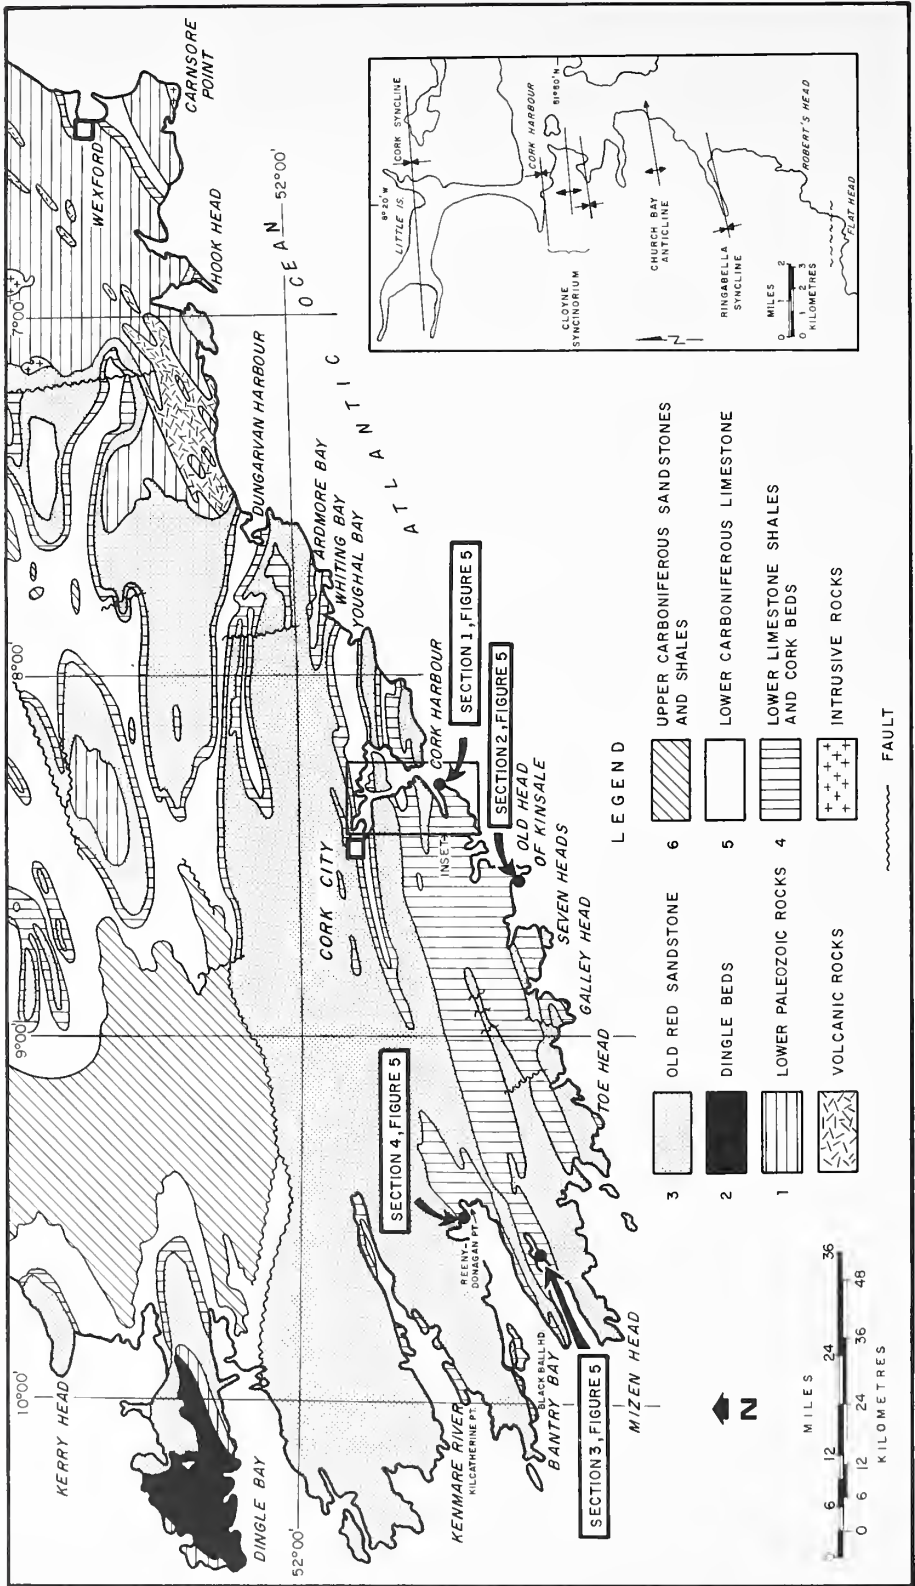 KERRY HEAD
10°00'
9°00'
8°00'
7°00'
WEXFORD
CARNSORE
POINT
HOOK HEAD
52°00'
DINGLE BAY
52°00'
DUNGARVAN HARBOUR
ARDMORE BAY
WHITING BAY
YOUGHAL BAY
ATLANTIC
OCEAN
CORK CITY
INSET
CORK HARBOUR
SECTION 1, FIGURE 5
SECTION 2, FIGURE 5
OLD HEAD
OF KINSALE
SEVEN HEADS
GALLEY HEAD
TOE HEAD
SECTION 4, FIGURE 5
REENY-
DONAGAN PT.
KENMARE RIVER
KILCATHERINE PT.
BLACK BALL HD.
BANTRY BAY
SECTION 3, FIGURE 5
MIZEN HEAD
8°20'W
LITTLE IS.
CORK SYNCLINE
CORK HARBOUR
51°50'N
CLOYNE
SYNCINORIUM
CHURCH BAY
ANTICLINE
RINGABELLA
SYNCLINE
ROBERT'S HEAD
FLAT HEAD
N
MILES
0 1 2
0 1 2 3
KILOMETRES
N
MILES
6 12 24 36
0 6 12 24 36 48
KILOMETRES
LEGEND
3 OLD RED SANDSTONE
2 DINGLE BEDS
1 LOWER PALEOZOIC ROCKS
VOLCANIC ROCKS
6 UPPER CARBONIFEROUS SANDSTONES
AND SHALES
5 LOWER CARBONIFEROUS LIMESTONE
4 LOWER LIMESTONE SHALES
AND CORK BEDS
INTRUSIVE ROCKS
FAULT